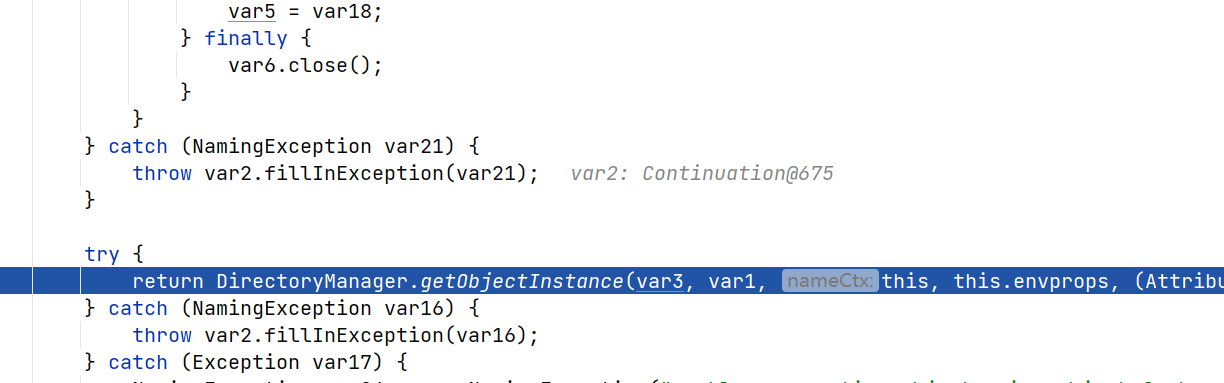 var5 = var18;
} finally {
var6.close();
}
}
} catch (NamingException var21) {
throw var2.fillInException(var21); var2: Continuation@675
}
try {
return DirectoryManager.getObjectInstance(var3, var1, nameCtx: this, this.envprops, (Attribu
} catch (NamingException var16) {
throw var2.fillInException(var16);
} catch (Exception var17) {